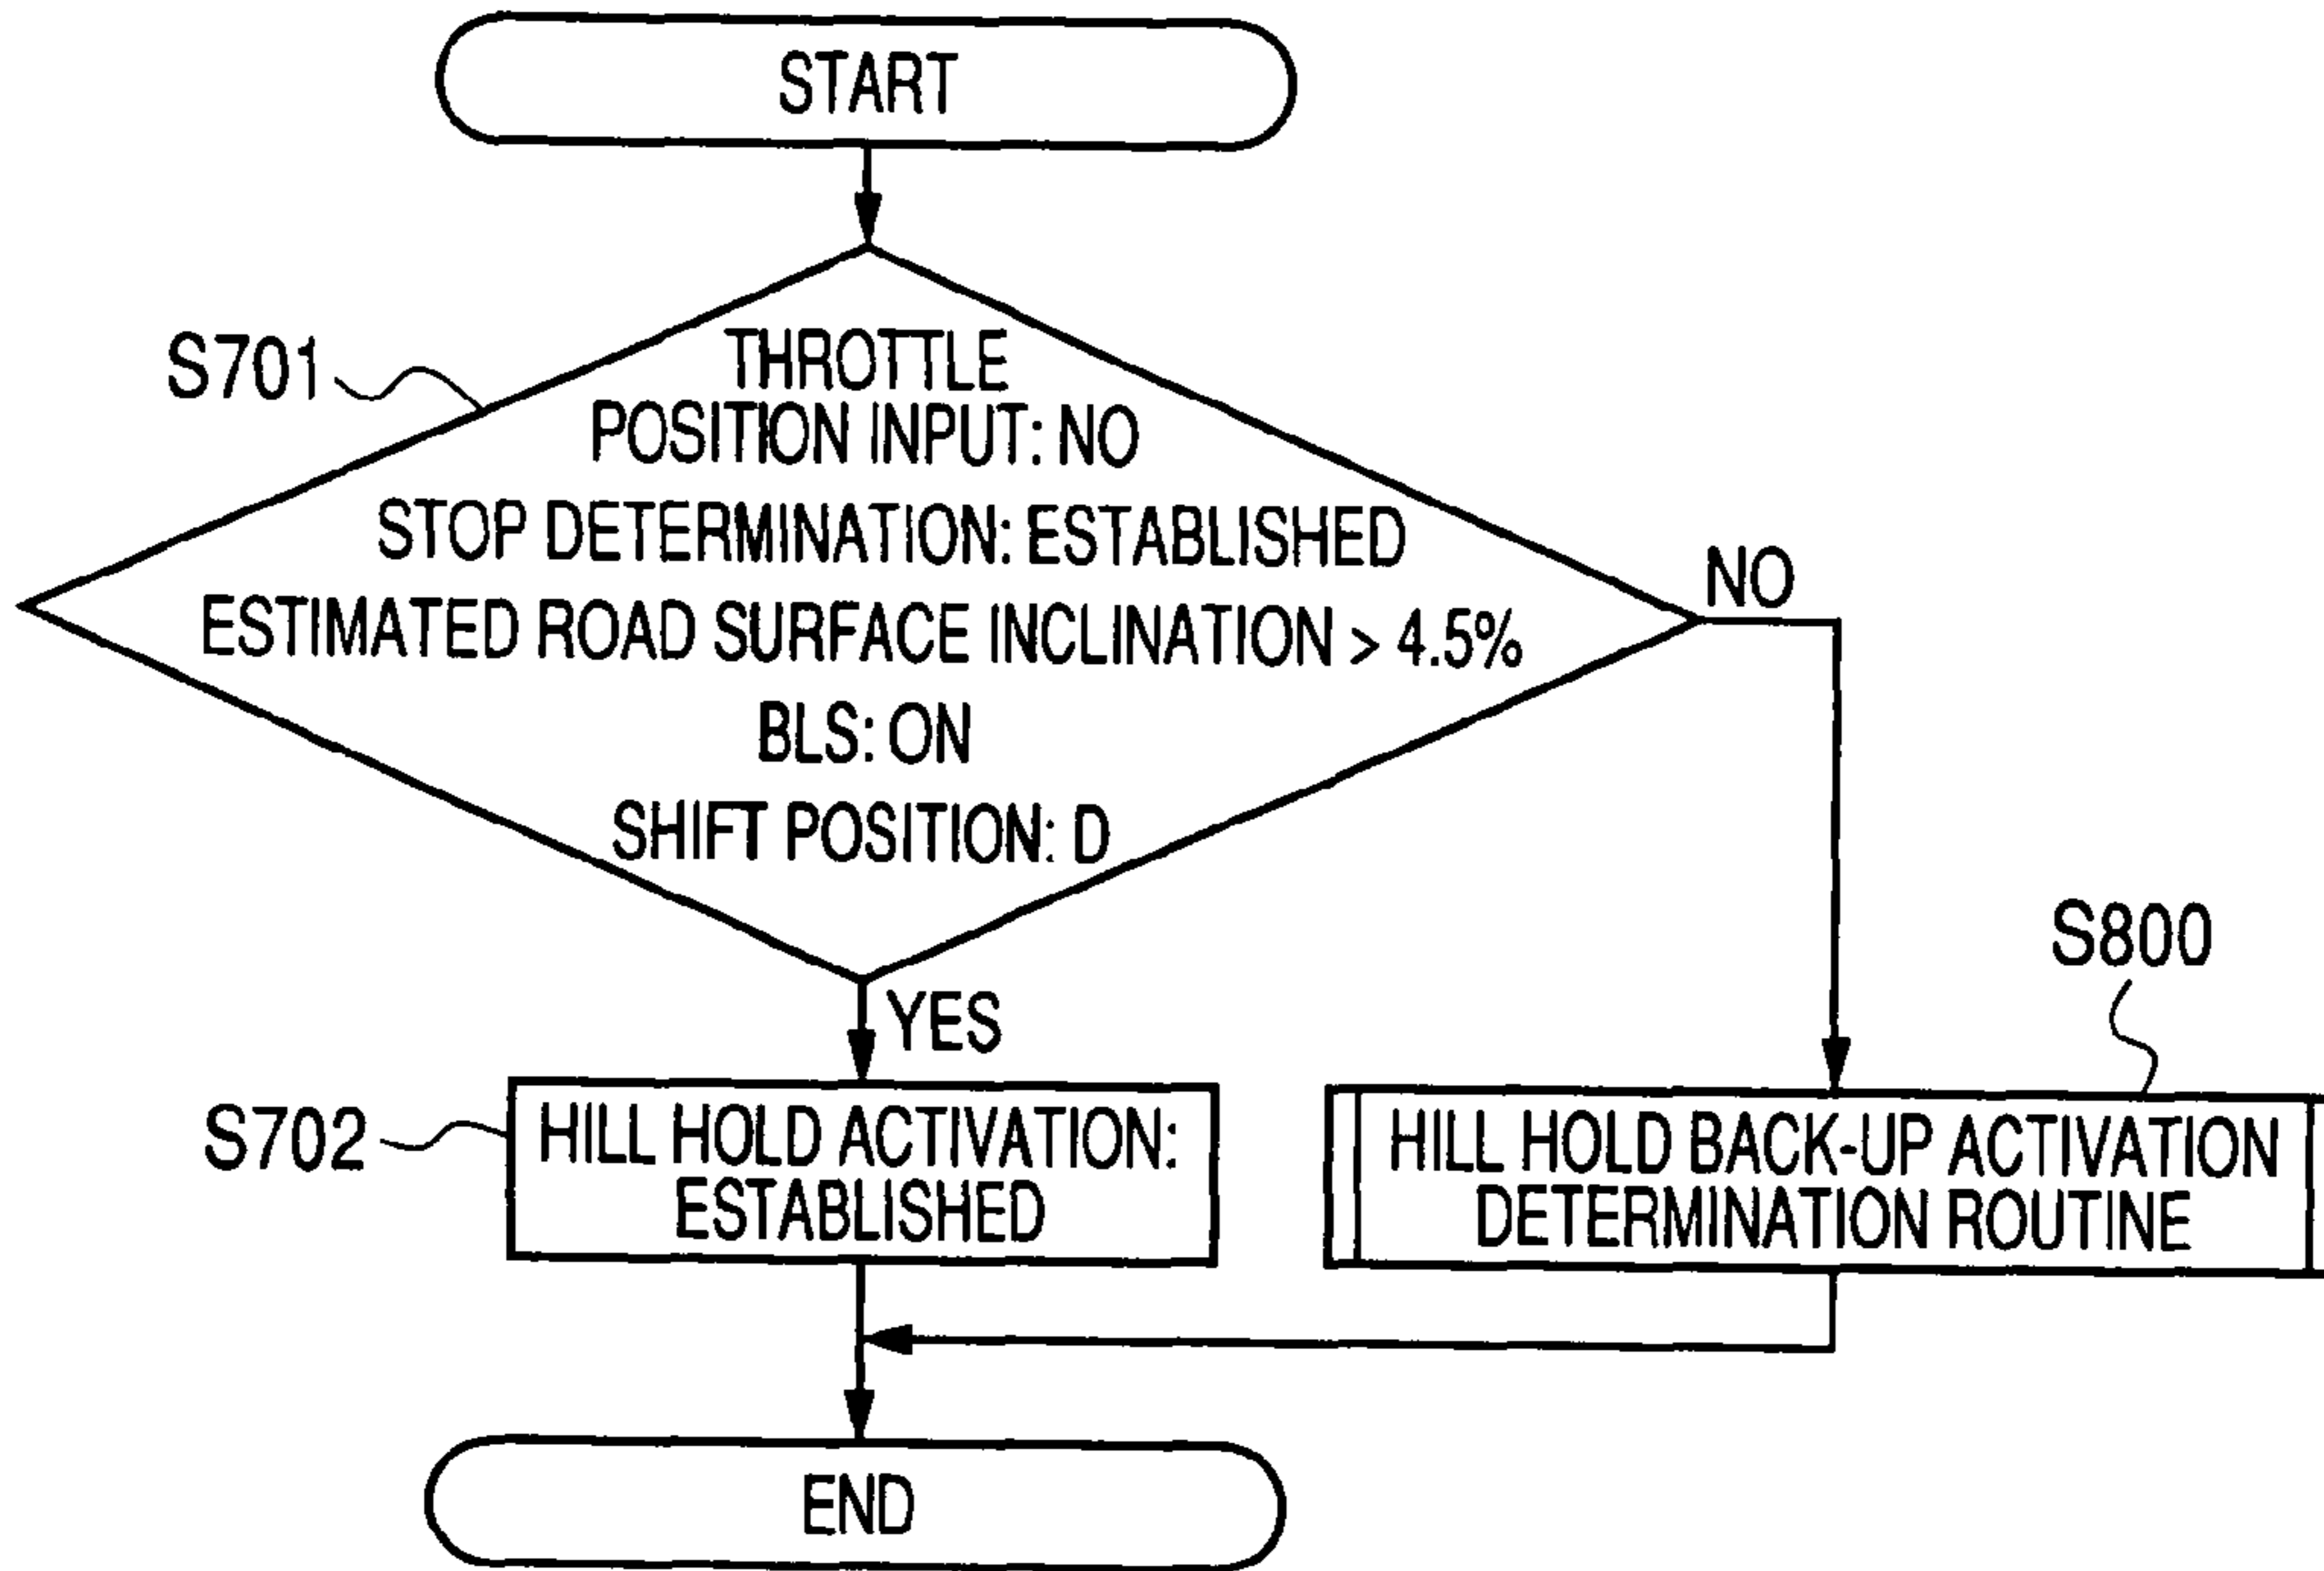 START
S701
THROTTLE
POSITION INPUT: NO
STOP DETERMINATION: ESTABLISHED
ESTIMATED ROAD SURFACE INCLINATION > 4.5%
BLS: ON
SHIFT POSITION: D
NO
YES
S800
S702
HILL HOLD ACTIVATION:
ESTABLISHED
HILL HOLD BACK-UP ACTIVATION
DETERMINATION ROUTINE
END